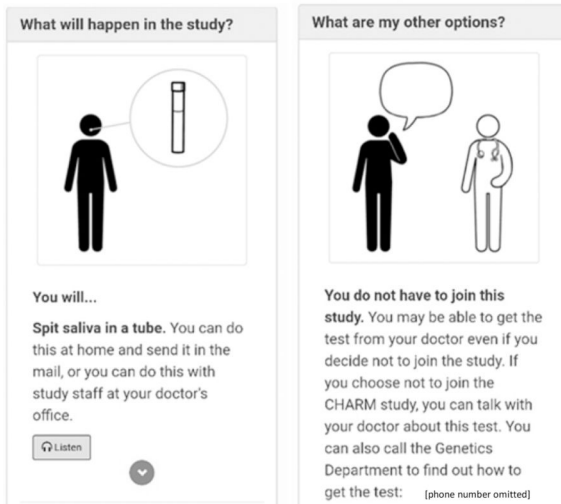 What will happen in the study?
You will...
Spit saliva in a tube. You can do
this at home and send it in the
mail, or you can do this with
study staff at your doctor's
office.
Listen
What are my other options?
You do not have to join this
study. You may be able to get the
test from your doctor even if you
decide not to join the study. If
you choose not to join the
CHARM study, you can talk with
your doctor about this test. You
can also call the Genetics
Department to find out how to
get the test: [phone number omitted]